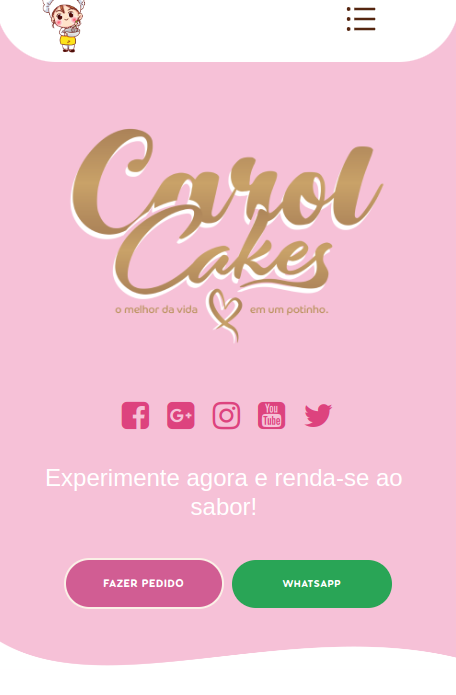 Carol
Cakes
o melhor da vida em um potinho.
You
Tube
Experimente agora e renda-se ao
sabor!
FAZER PEDIDO WHATSAPP